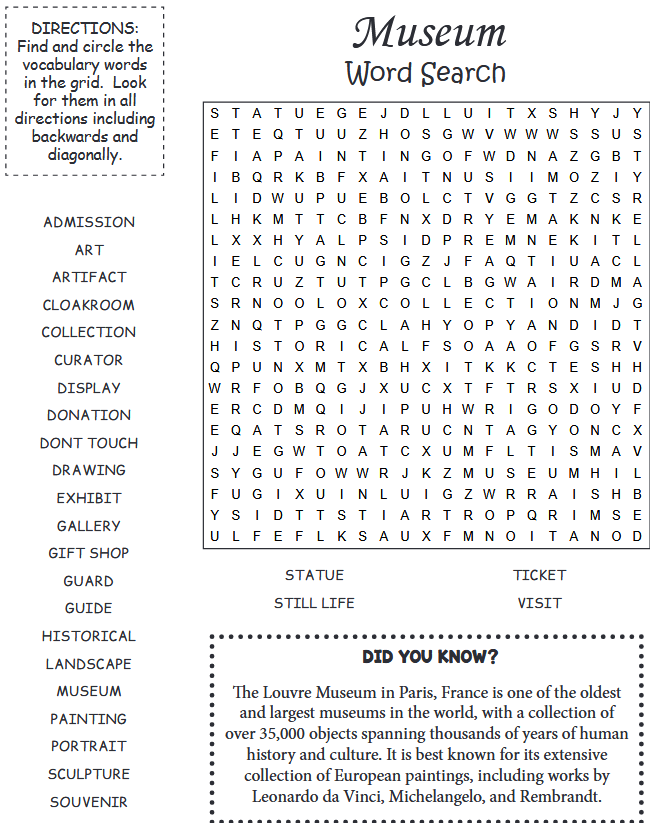 DIRECTIONS:
Find and circle the
vocabulary words
in the grid. Look
for them in all
directions including
backwards and
diagonally.
Museum
Word Search
S T A T U E G E J D L L U I T X S H Y J Y
E T E Q T U U Z H O S G W V W W W S S U S
F I A P A I N T I N G O F W D N A Z G B T
I B Q R K B F X A I T N U S I I M O Z I Y
L I D W U P U E B O L C T V G G T Z C S R
L H K M T T C B F N X D R Y E M A K N K E
L X X H Y A L P S I D P R E M N E K I T L
I E L C U G N C I G Z J F A Q T I U A C L
T C R U Z T U T P G C L B G W A I R D M A
S R N O O L O X C O L L E C T I O N M J G
Z N Q T P G G C L A H Y O P Y A N D I D T
H I S T O R I C A L F S O A A O F G S R V
Q P U N X M T X B H X I T K K C T E S H H
W R F O B Q G J X U C X T F T R S X I U D
E R C D M Q I J I P U H W R I G O D O Y F
E Q A T S R O T A R U C N T A G Y O N C X
J J E G W T O A T C X U M F L T I S M A V
S Y G U F O W W R J K Z M U S E U M H I L
F U G I X U I N L U I G Z W R R A I S H B
Y S I D T T S T I A R T R O P Q R I M S E
U L F E F L K S A U X F M N O I T A N O D
ADMISSION
ART
ARTIFACT
CLOAKROOM
COLLECTION
CURATOR
DISPLAY
DONATION
DONT TOUCH
DRAWING
EXHIBIT
GALLERY
GIFT SHOP
GUARD
GUIDE
HISTORICAL
LANDSCAPE
MUSEUM
PAINTING
PORTRAIT
SCULPTURE
SOUVENIR
STATUE
STILL LIFE
TICKET
VISIT
DID YOU KNOW?
The Louvre Museum in Paris, France is one of the oldest
and largest museums in the world, with a collection of
over 35,000 objects spanning thousands of years of human
history and culture. It is best known for its extensive
collection of European paintings, including works by
Leonardo da Vinci, Michelangelo, and Rembrandt.